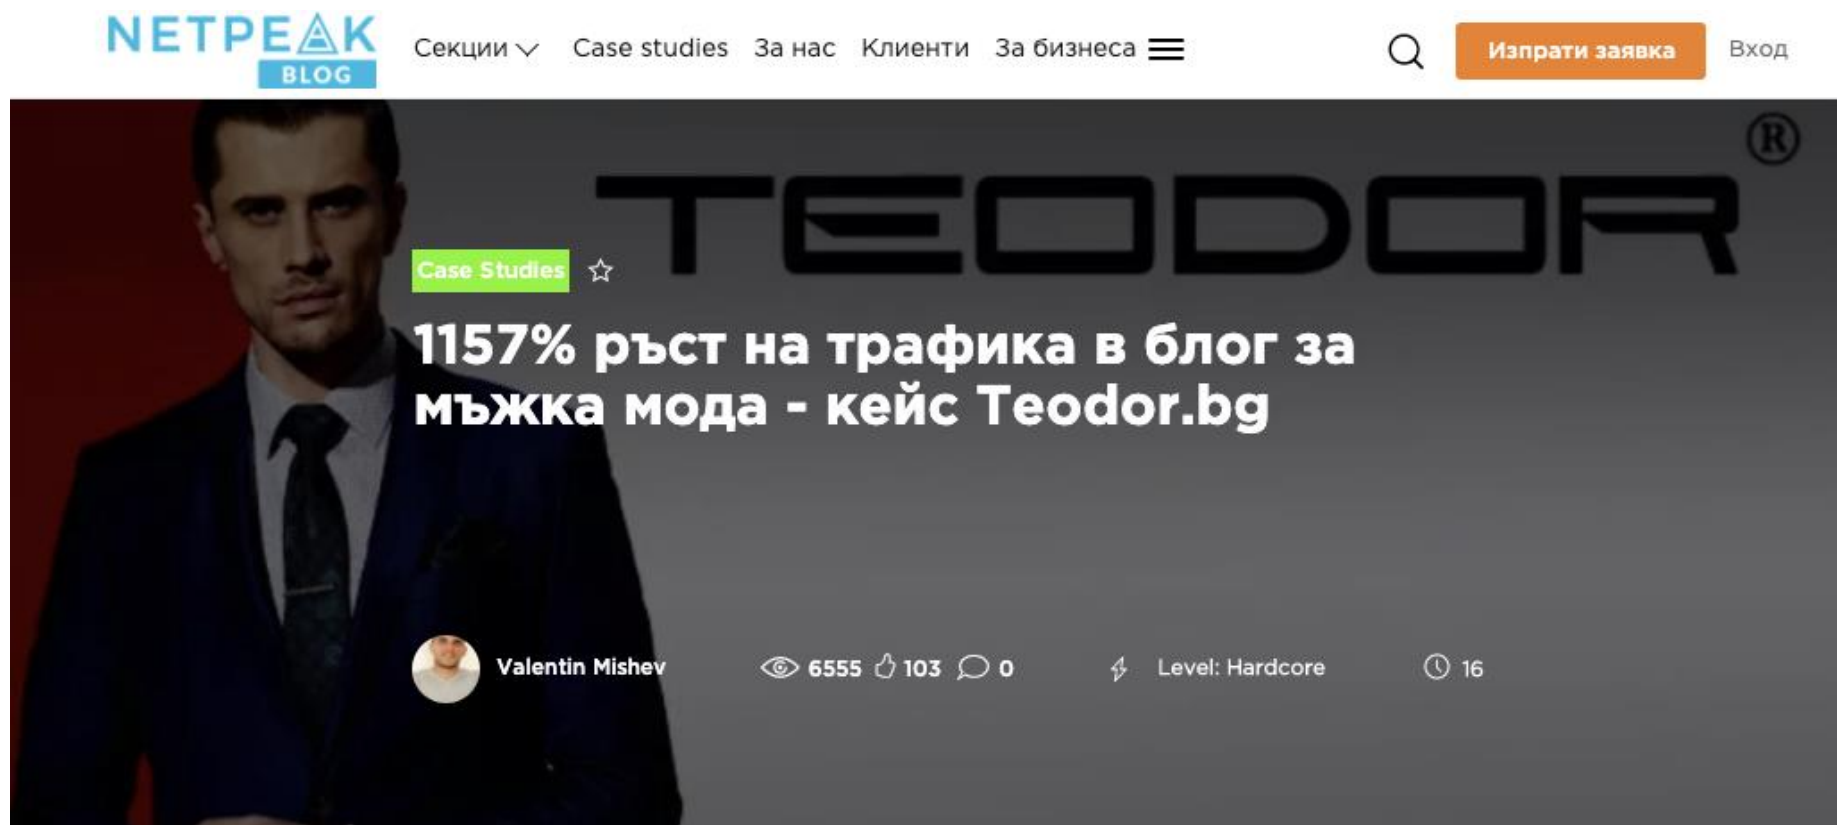 NETPEAK
BLOG
Секции
Case studies
За нас
Клиенти
За бизнеса
Изпрати заявка
Вход
TEODOR®
Case Studies
1157% ръст на трафика в блог за
мъжка мода - кейс Teodor.bg
Valentin Mishev
6555
103
0
Level: Hardcore
16